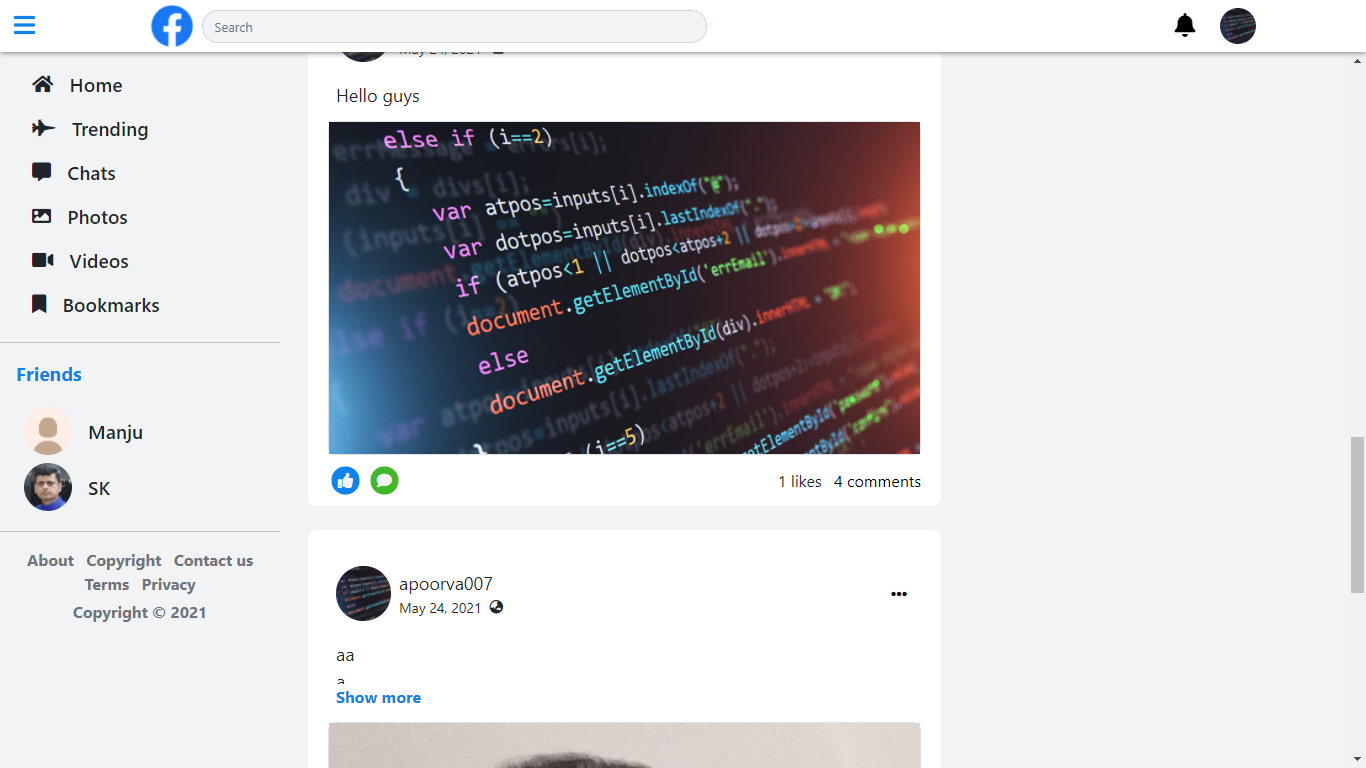 Search
Home
Trending
Chats
Photos
Videos
Bookmarks
Friends
Manju
SK
About Copyright Contact us
Terms Privacy
Copyright © 2021
May 24, 2021
Hello guys
else if (i==2)
{
var atpos=inputs[i].indexOf("@");
var dotpos=inputs[i].lastIndexOf(".");
if (atpos<1 || dotpos<atpos+2 ||
document.getElementById('errEmail').innerHTML
else
document.getElementById(div).innerHTML
(i==5)
1 likes 4 comments
apoorva007
May 24, 2021
aa
a
Show more